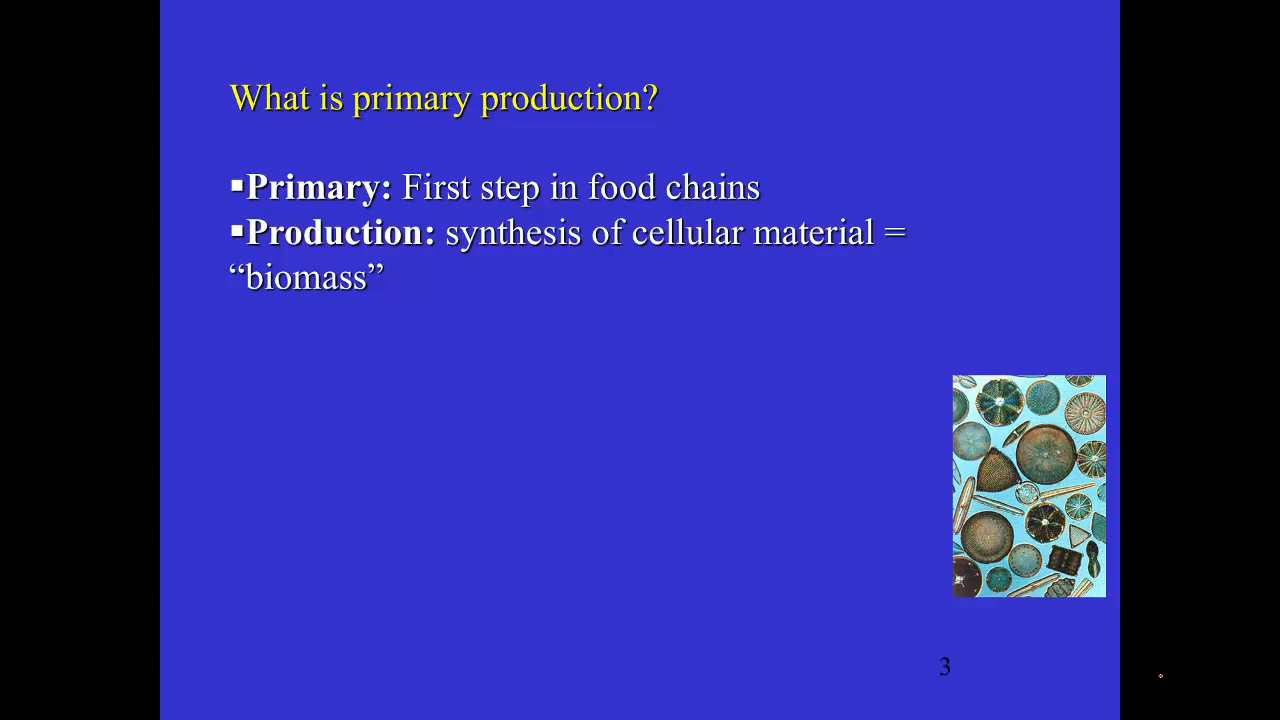 What is primary production?
▪Primary: First step in food chains
▪Production: synthesis of cellular material =
“biomass”
3